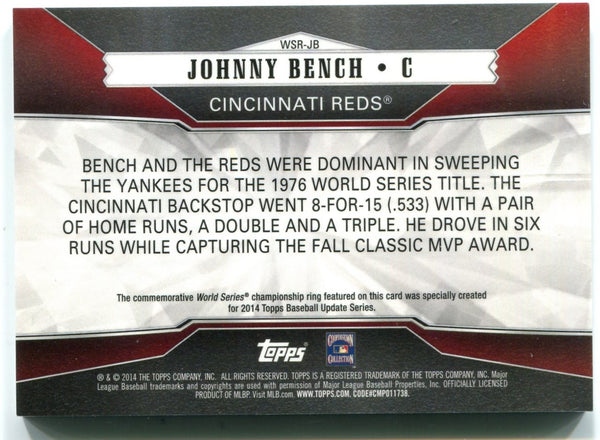 WSR-JB
JOHNNY BENCH • C
CINCINNATI REDS®
BENCH AND THE REDS WERE DOMINANT IN SWEEPING
THE YANKEES FOR THE 1976 WORLD SERIES TITLE. THE
CINCINNATI BACKSTOP WENT 8-FOR-15 (.533) WITH A PAIR
OF HOME RUNS, A DOUBLE AND A TRIPLE. HE DROVE IN SIX
RUNS WHILE CAPTURING THE FALL CLASSIC MVP AWARD.
The commemorative World Series® championship ring featured on this card was specially created
for 2014 Topps Baseball Update Series.
topps
COOPERSTOWN
COLLECTION
® & © 2014 THE TOPPS COMPANY, INC. ALL RIGHTS RESERVED. TOPPS IS A REGISTERED TRADEMARK OF THE TOPPS COMPANY, INC. Major
League Baseball trademarks and copyrights are used with permission of Major League Baseball Properties, Inc. OFFICIALLY LICENSED
PRODUCT OF MLBP. Visit MLB.com. WWW.TOPPS.COM. CODE#CMP011738.